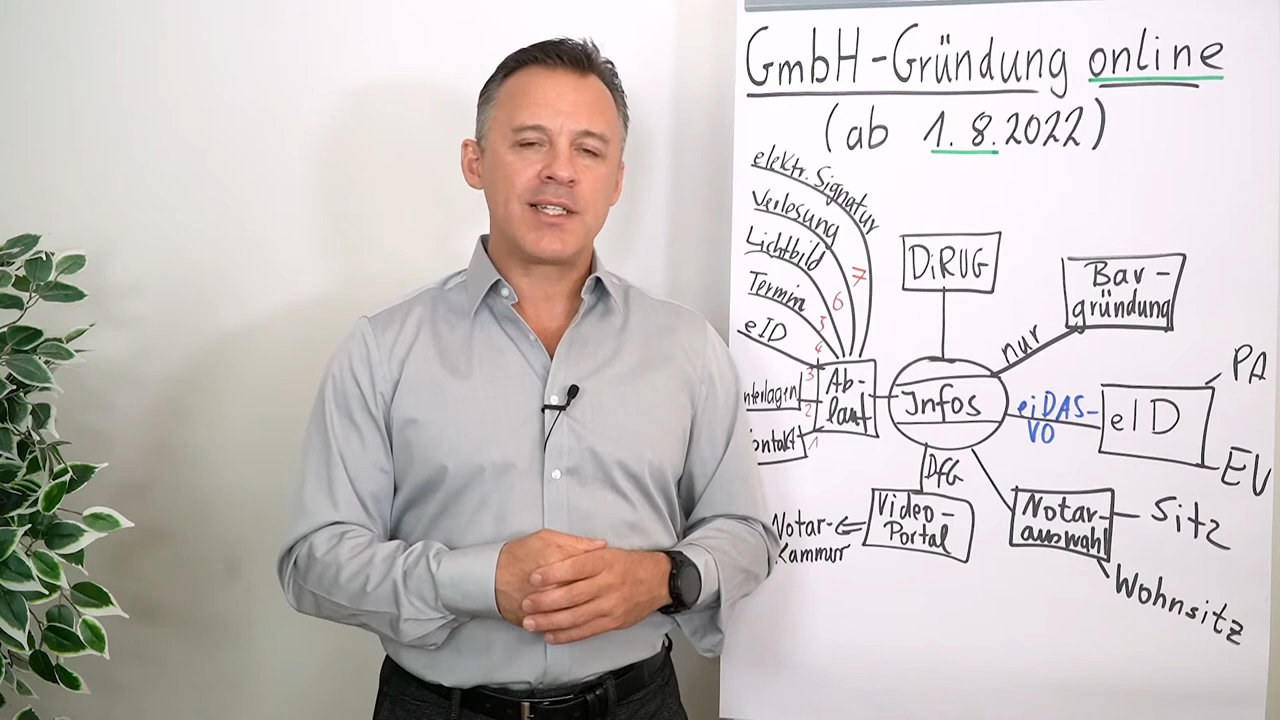 GmbH-Gründung online
(ab 1.8.2022)
elektr. Signatur
Verlesung
Lichtbild
Termin
eID
nterlagen
ontakt
7
6
5
4
3
2
1
Ab-
lauf
DiRUG
Infos
nur
Bar-
gründung
eiDAS-
VO
eID
PA
EU
DfG
Video-
Portal
Notar-
kammer
Notar-
auswahl
Sitz
Wohnsitz